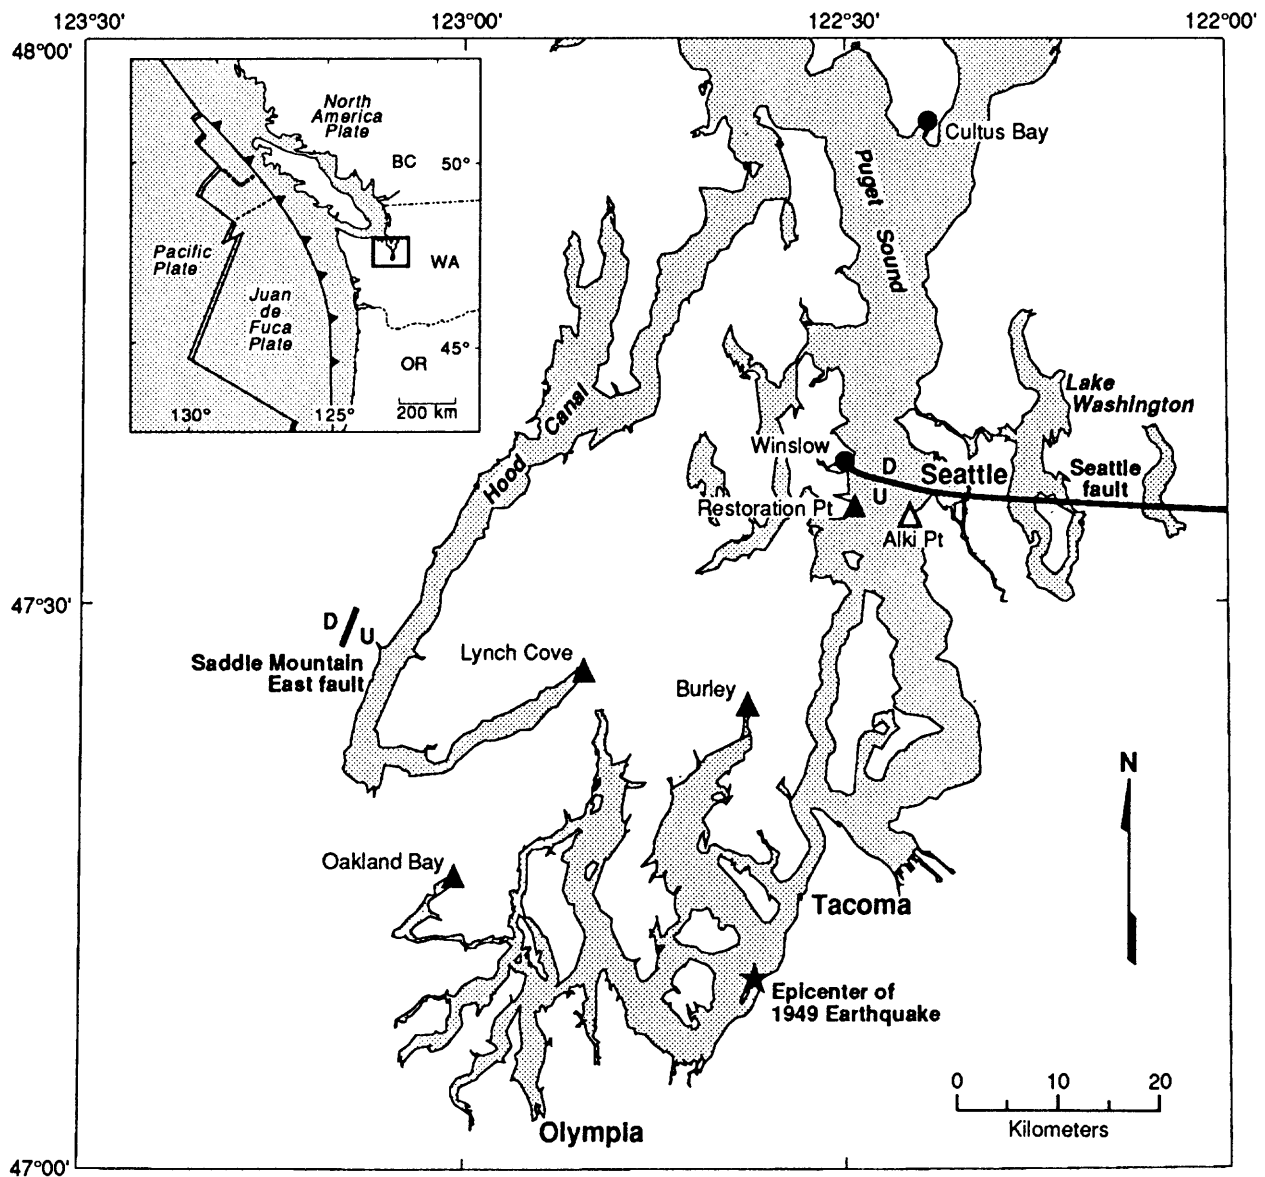 123°30' 123°00' 122°30' 122°00'
48°00'
North
America
Plate
BC
50°
Pacific
Plate
WA
Juan
de
Fuca
Plate
OR
45°
130° 125° 200 km
Cultus Bay
Puget Sound
Hood Canal
Lake
Washington
Winslow
D
U
Seattle
Seattle
fault
Restoration Pt
Alki Pt
47°30'
D
U
Saddle Mountain
East fault
Lynch Cove
Burley
N
Oakland Bay
Tacoma
Epicenter of
1949 Earthquake
0 10 20
Kilometers
Olympia
47°00'